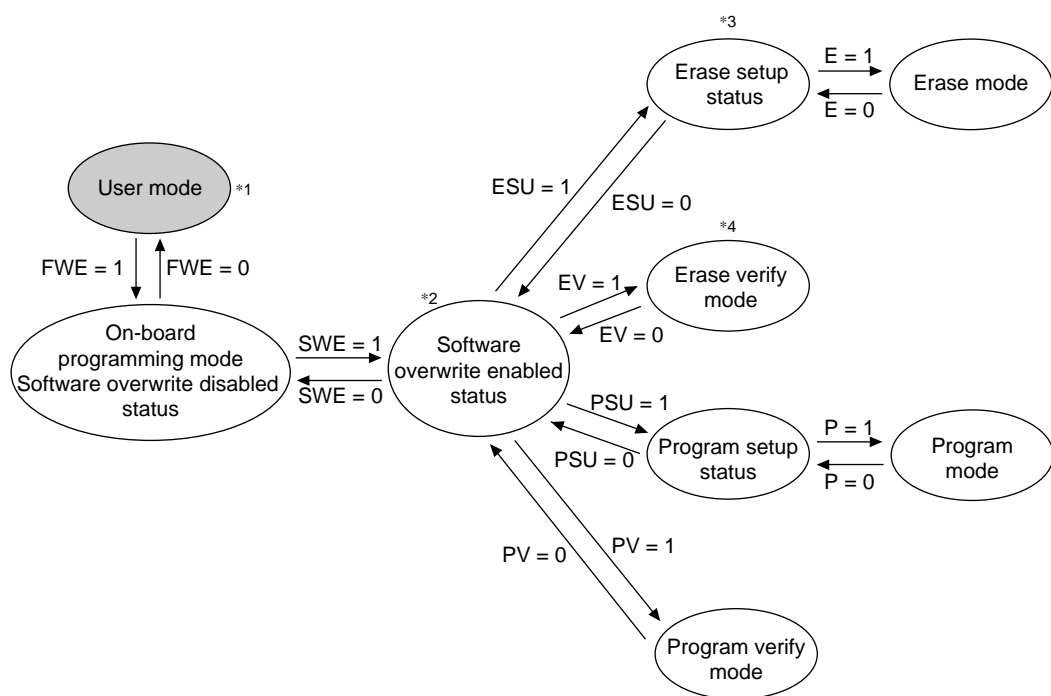 *3
Erase setup
status
E = 1
E = 0
Erase mode
User mode
*1
ESU = 1
ESU = 0
FWE = 1
FWE = 0
*4
Erase verify
mode
EV = 1
EV = 0
*2
Software
overwrite enabled
status
On-board
programming mode
Software overwrite disabled
status
SWE = 1
SWE = 0
PSU = 1
PSU = 0
Program setup
status
P = 1
P = 0
Program
mode
PV = 0
PV = 1
Program verify
mode